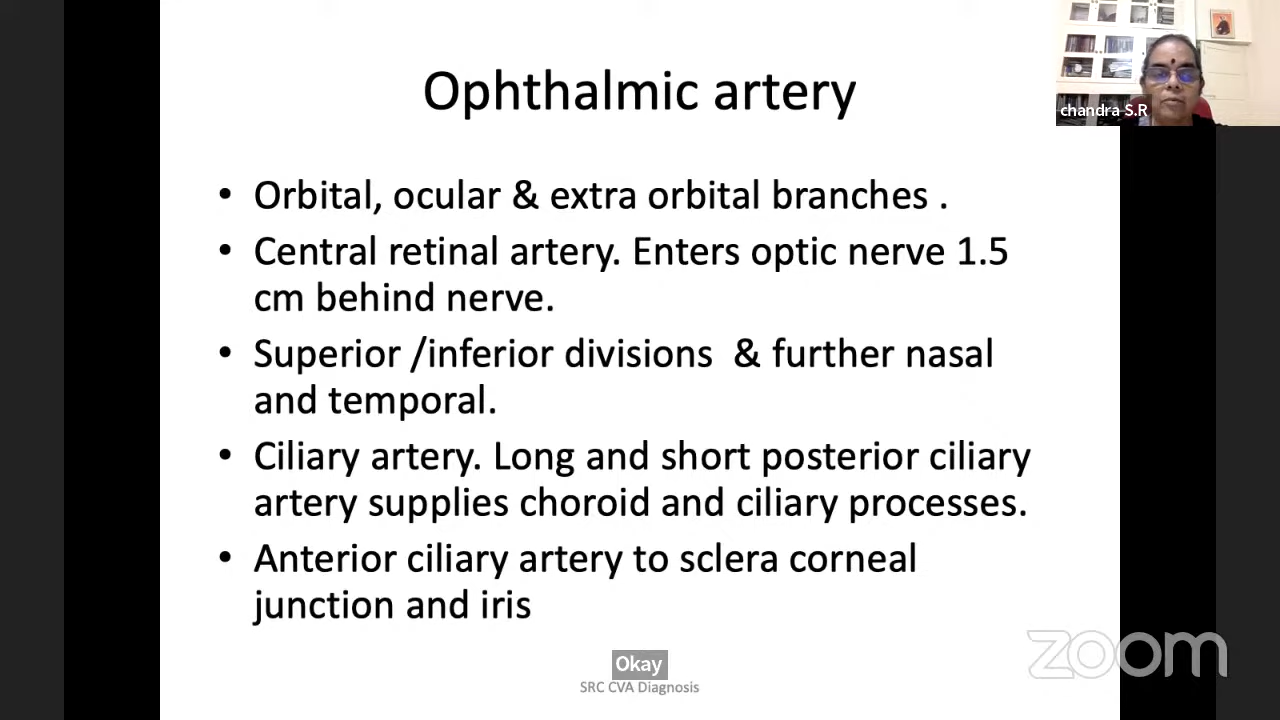 Ophthalmic artery
chandra S.R
• Orbital, ocular & extra orbital branches .
• Central retinal artery. Enters optic nerve 1.5
cm behind nerve.
• Superior /inferior divisions & further nasal
and temporal.
• Ciliary artery. Long and short posterior ciliary
artery supplies choroid and ciliary processes.
• Anterior ciliary artery to sclera corneal
junction and iris
Okay
SRC CVA Diagnosis
zoom